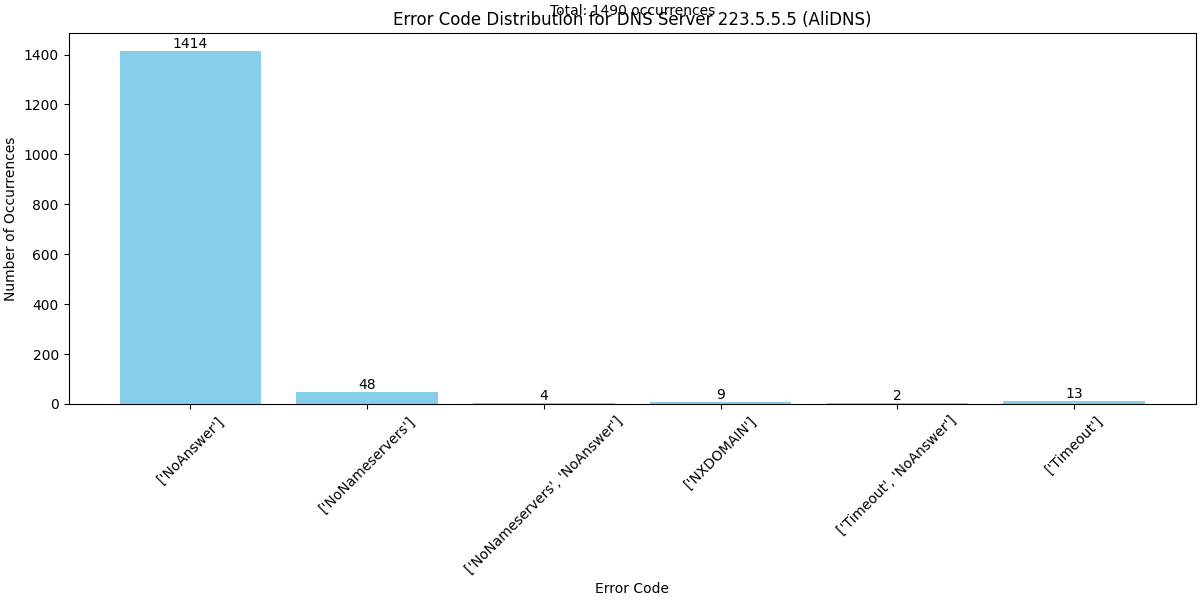 Total: 1490 occurrences
Error Code Distribution for DNS Server 223.5.5.5 (AliDNS)
Number of Occurrences
1400
1200
1000
800
600
400
200
0
1414
48
4
9
2
13
['NoAnswer']
['NoNameservers']
['NoNameservers', 'NoAnswer']
['NXDOMAIN']
['Timeout', 'NoAnswer']
['Timeout']
Error Code